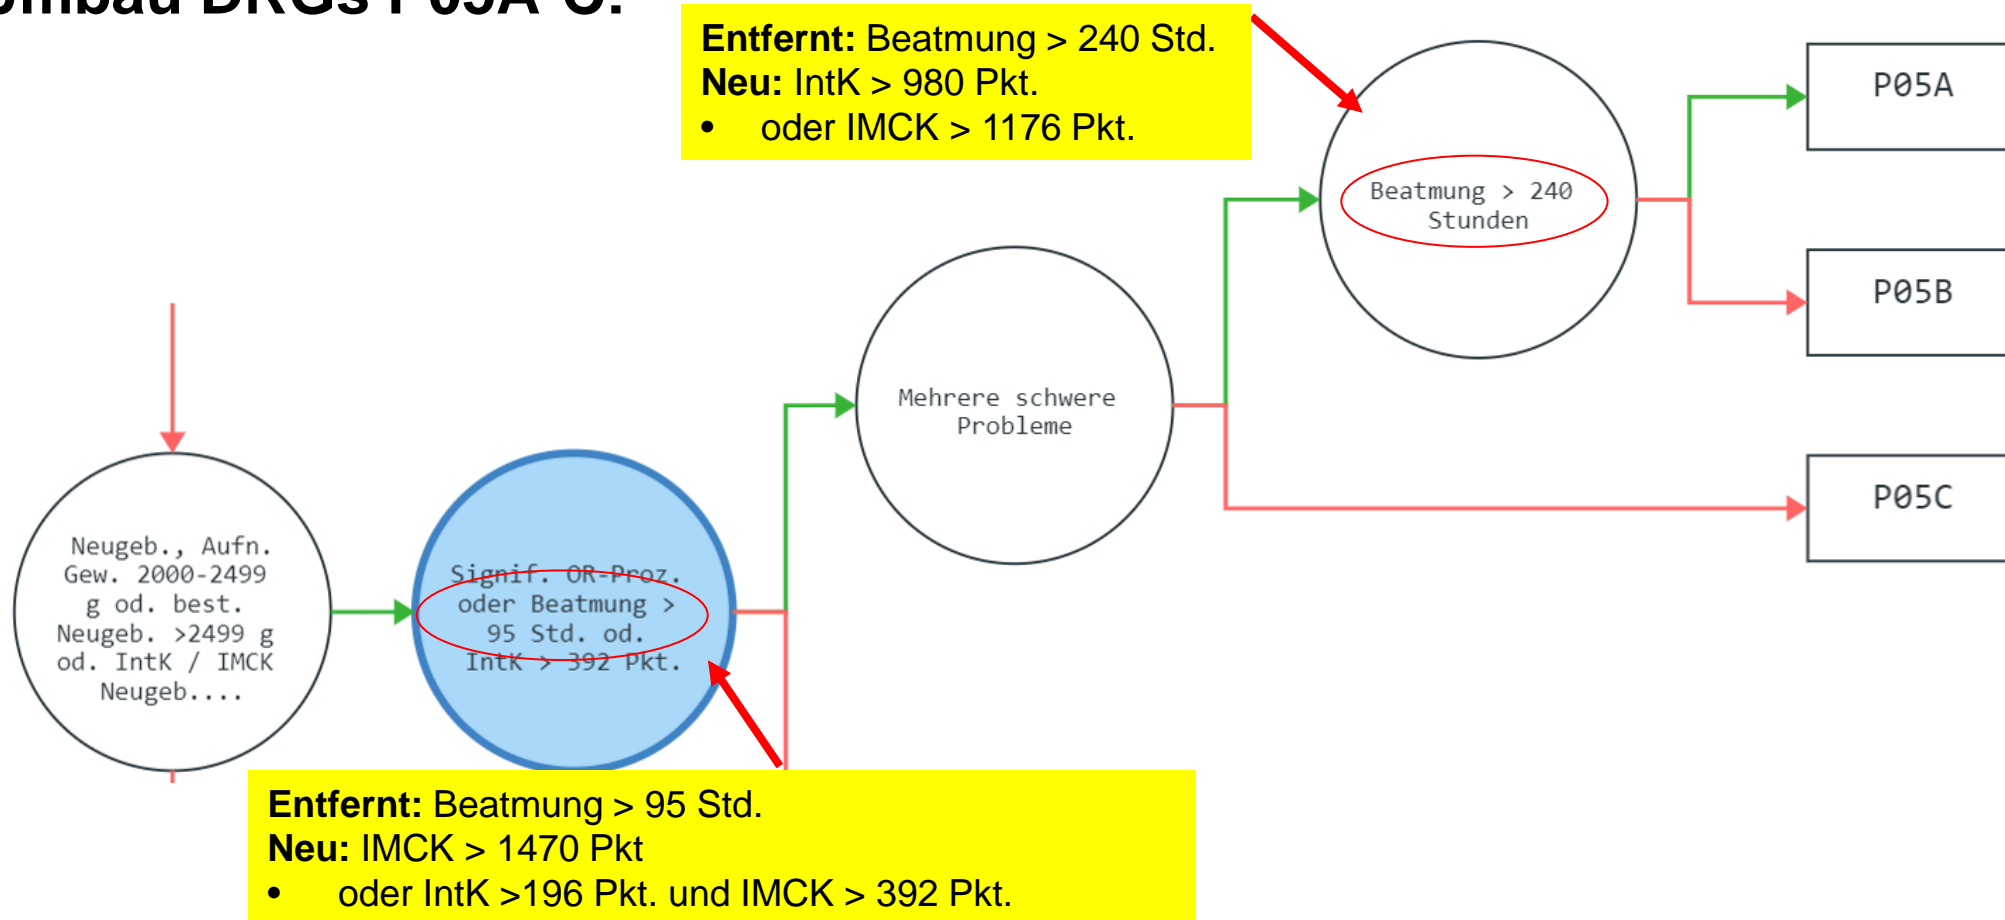 Umbau DRGs P05A-C:
Entfernt: Beatmung > 240 Std.
Neu: IntK > 980 Pkt.
• oder IMCK > 1176 Pkt.
P05A
Beatmung > 240
Stunden
P05B
Mehrere schwere
Probleme
P05C
Neugeb., Aufn.
Gew. 2000-2499
g od. best.
Neugeb. >2499 g
od. IntK / IMCK
Neugeb....
Signif. OR-Proz.
oder Beatmung >
95 Std. od.
IntK > 392 Pkt.
Entfernt: Beatmung > 95 Std.
Neu: IMCK > 1470 Pkt
• oder IntK >196 Pkt. und IMCK > 392 Pkt.